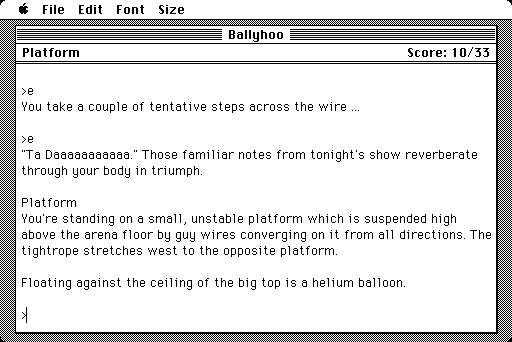 File Edit Font Size
Ballyhoo
Platform Score: 10/33
>e
You take a couple of tentative steps across the wire ...
>e
"Ta Daaaaaaaaaaa." Those familiar notes from tonight's show reverberate
through your body in triumph.
Platform
You're standing on a small, unstable platform which is suspended high
above the arena floor by guy wires converging on it from all directions. The
tightrope stretches west to the opposite platform.
Floating against the ceiling of the big top is a helium balloon.
>